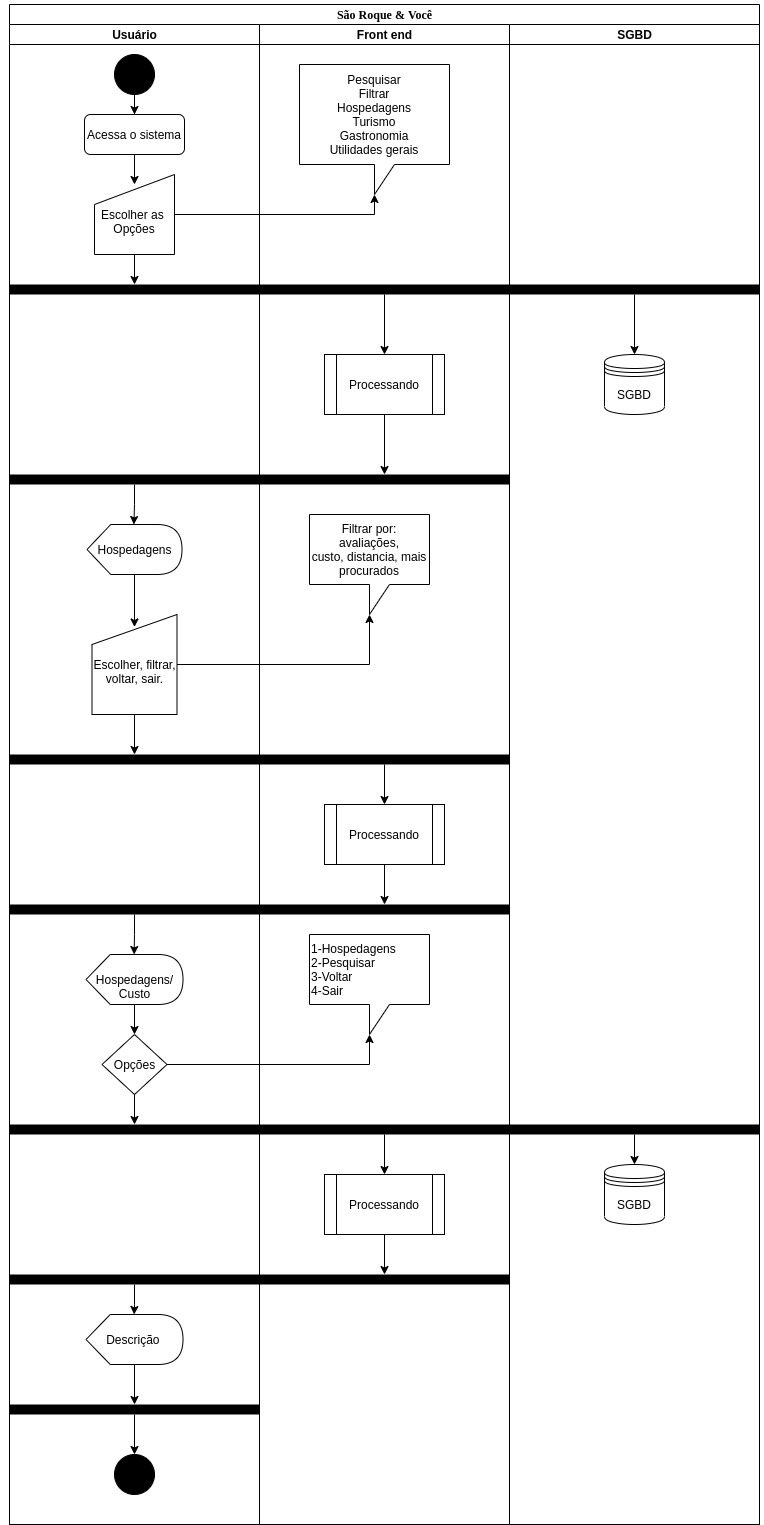 São Roque & Você
Usuário
Front end
SGBD
Acessa o sistema
Pesquisar
Filtrar
Hospedagens
Turismo
Gastronomia
Utilidades gerais
Escolher as
Opções
Processando
SGBD
Hospedagens
Filtrar por:
avaliações,
custo, distancia, mais
procurados
Escolher, filtrar,
voltar, sair.
Processando
Hospedagens/
Custo
1-Hospedagens
2-Pesquisar
3-Voltar
4-Sair
Opções
Processando
SGBD
Descrição